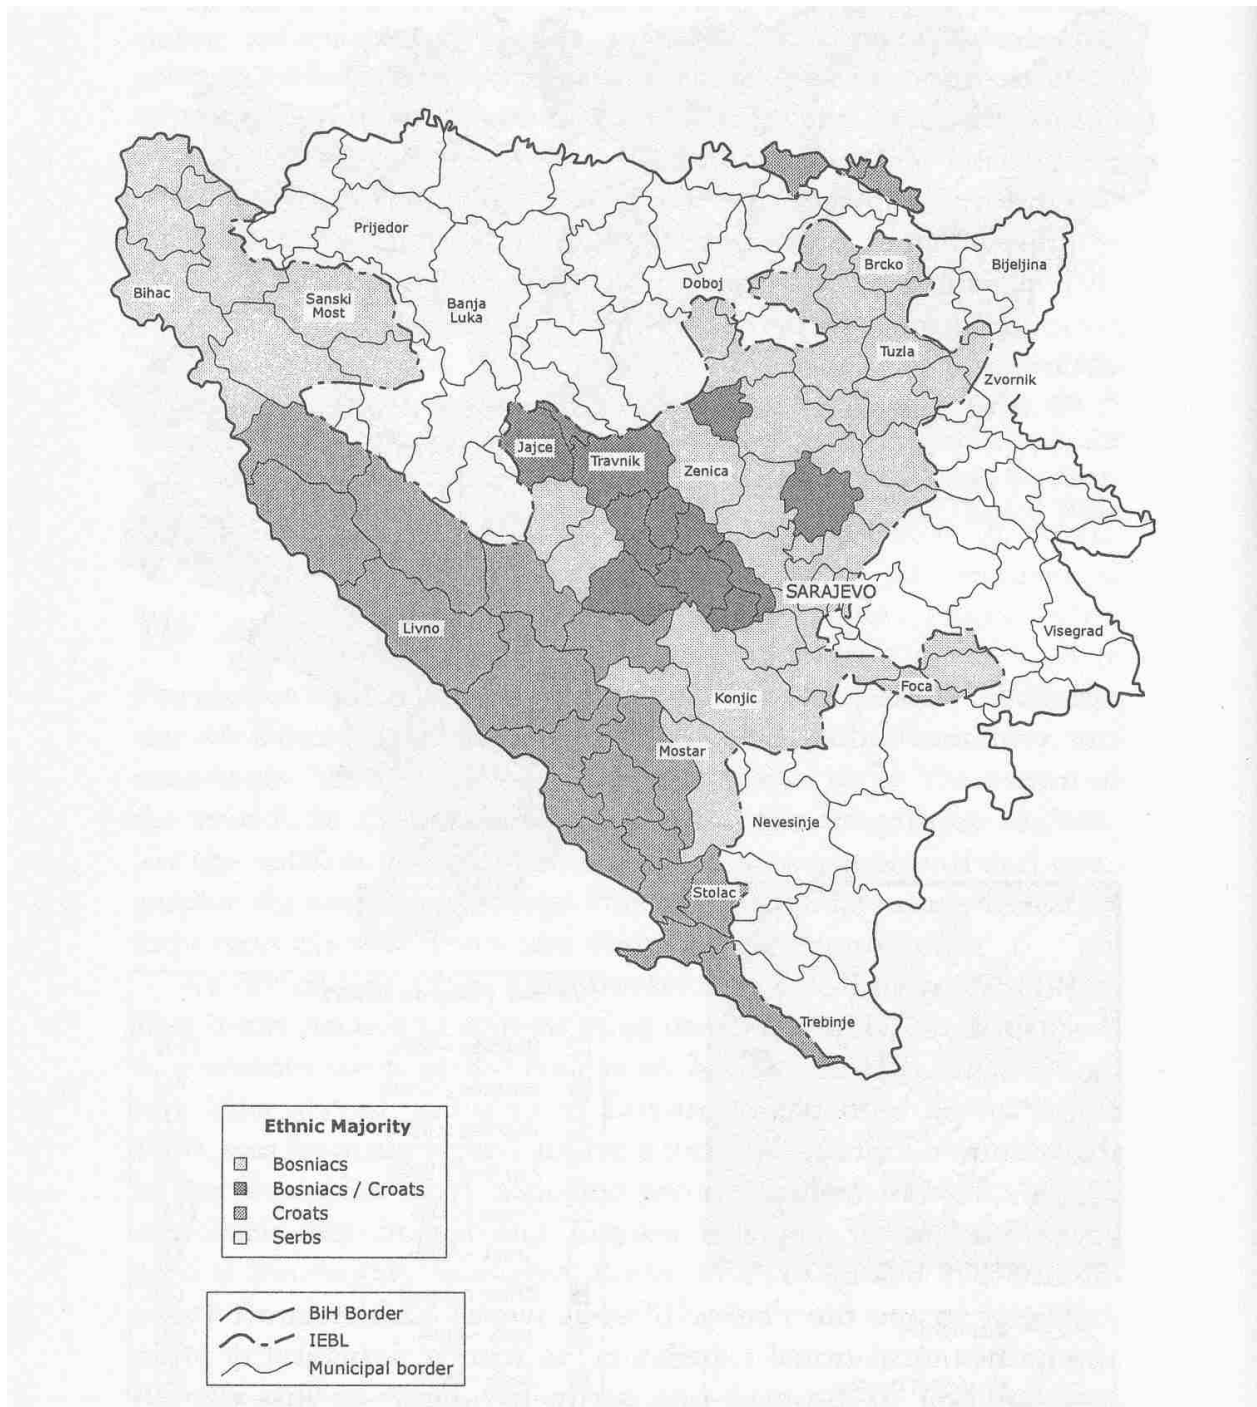 Prijedor
Brcko
Bijeljina
Bihac
Sanski
Most
Doboj
Banja
Luka
Tuzla
Zvornik
Jajce
Travnik
Zenica
SARAJEVO
Livno
Visegrad
Foca
Konjic
Mostar
Nevesinje
Stolac
Trebinje
Ethnic Majority
Bosniacs
Bosniacs / Croats
Croats
Serbs
BiH Border
IEBL
Municipal border